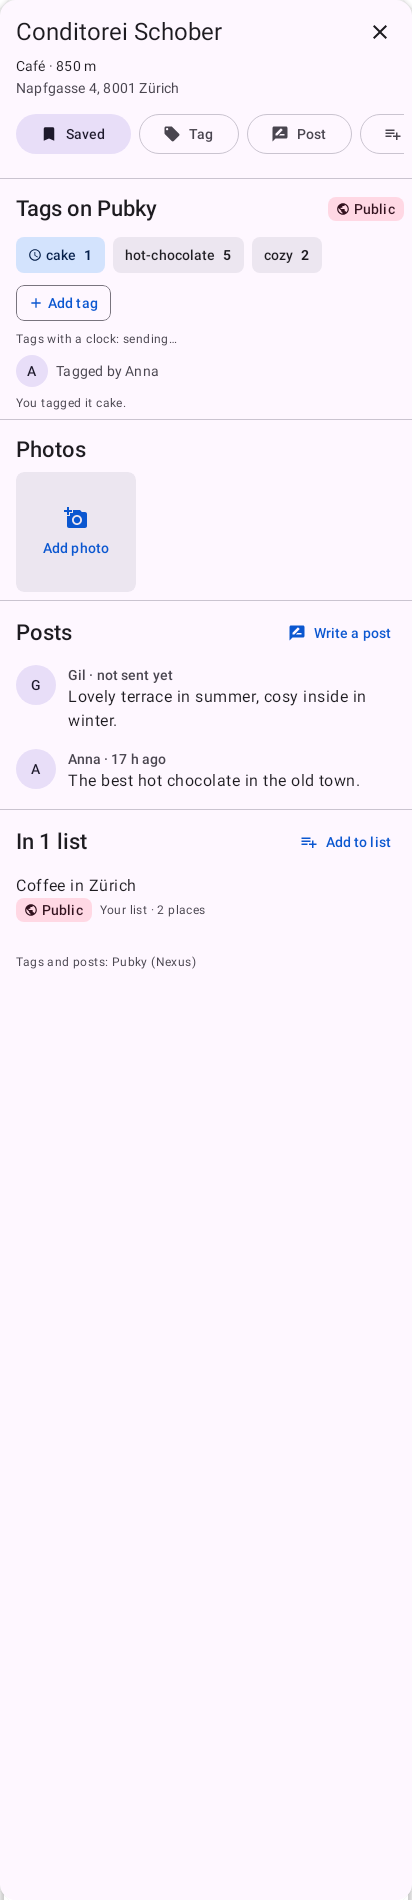 Conditorei Schober
Café · 850 m
Napfgasse 4, 8001 Zürich
Saved
Tag
Post
Tags on Pubky
Public
cake 1
hot-chocolate 5
cozy 2
Add tag
Tags with a clock: sending…
A
Tagged by Anna
You tagged it cake.
Photos
Add photo
Posts
Write a post
G
Gil · not sent yet
Lovely terrace in summer, cosy inside in
winter.
A
Anna · 17 h ago
The best hot chocolate in the old town.
In 1 list
Add to list
Coffee in Zürich
Public
Your list · 2 places
Tags and posts: Pubky (Nexus)